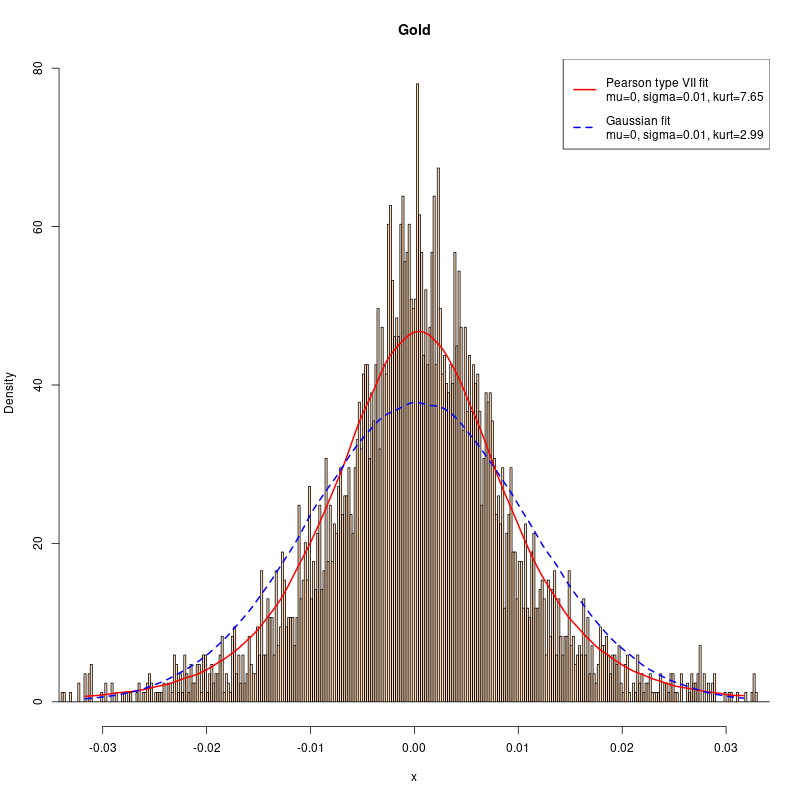 Gold
Pearson type VII fit
mu=0, sigma=0.01, kurt=7.65
Gaussian fit
mu=0, sigma=0.01, kurt=2.99
80
60
40
20
0
Density
-0.03 -0.02 -0.01 0.00 0.01 0.02 0.03
x